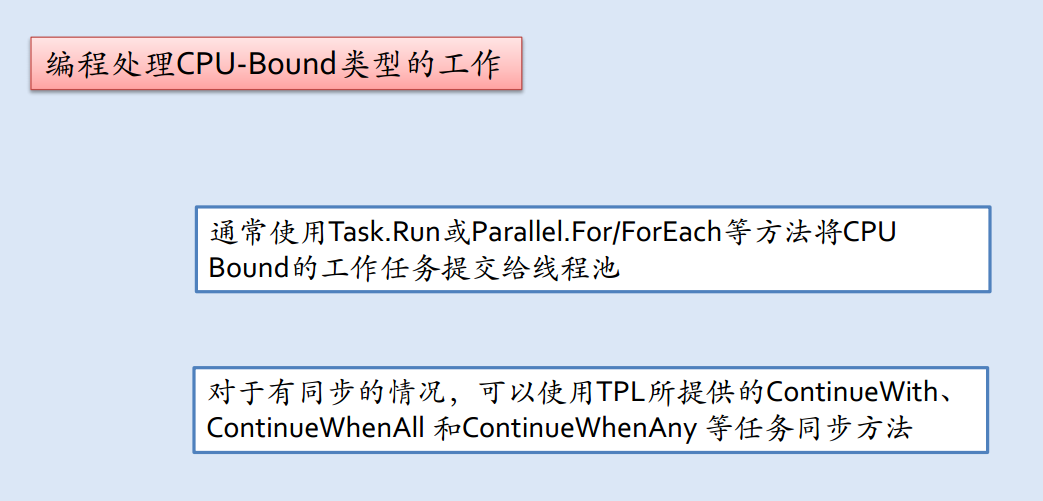 编程处理CPU-Bound类型的工作
通常使用Task.Run或Parallel.For/ForEach等方法将CPU
Bound的工作任务提交给线程池
对于有同步的情况，可以使用TPL所提供的ContinueWith、
ContinueWhenAll 和ContinueWhenAny 等任务同步方法